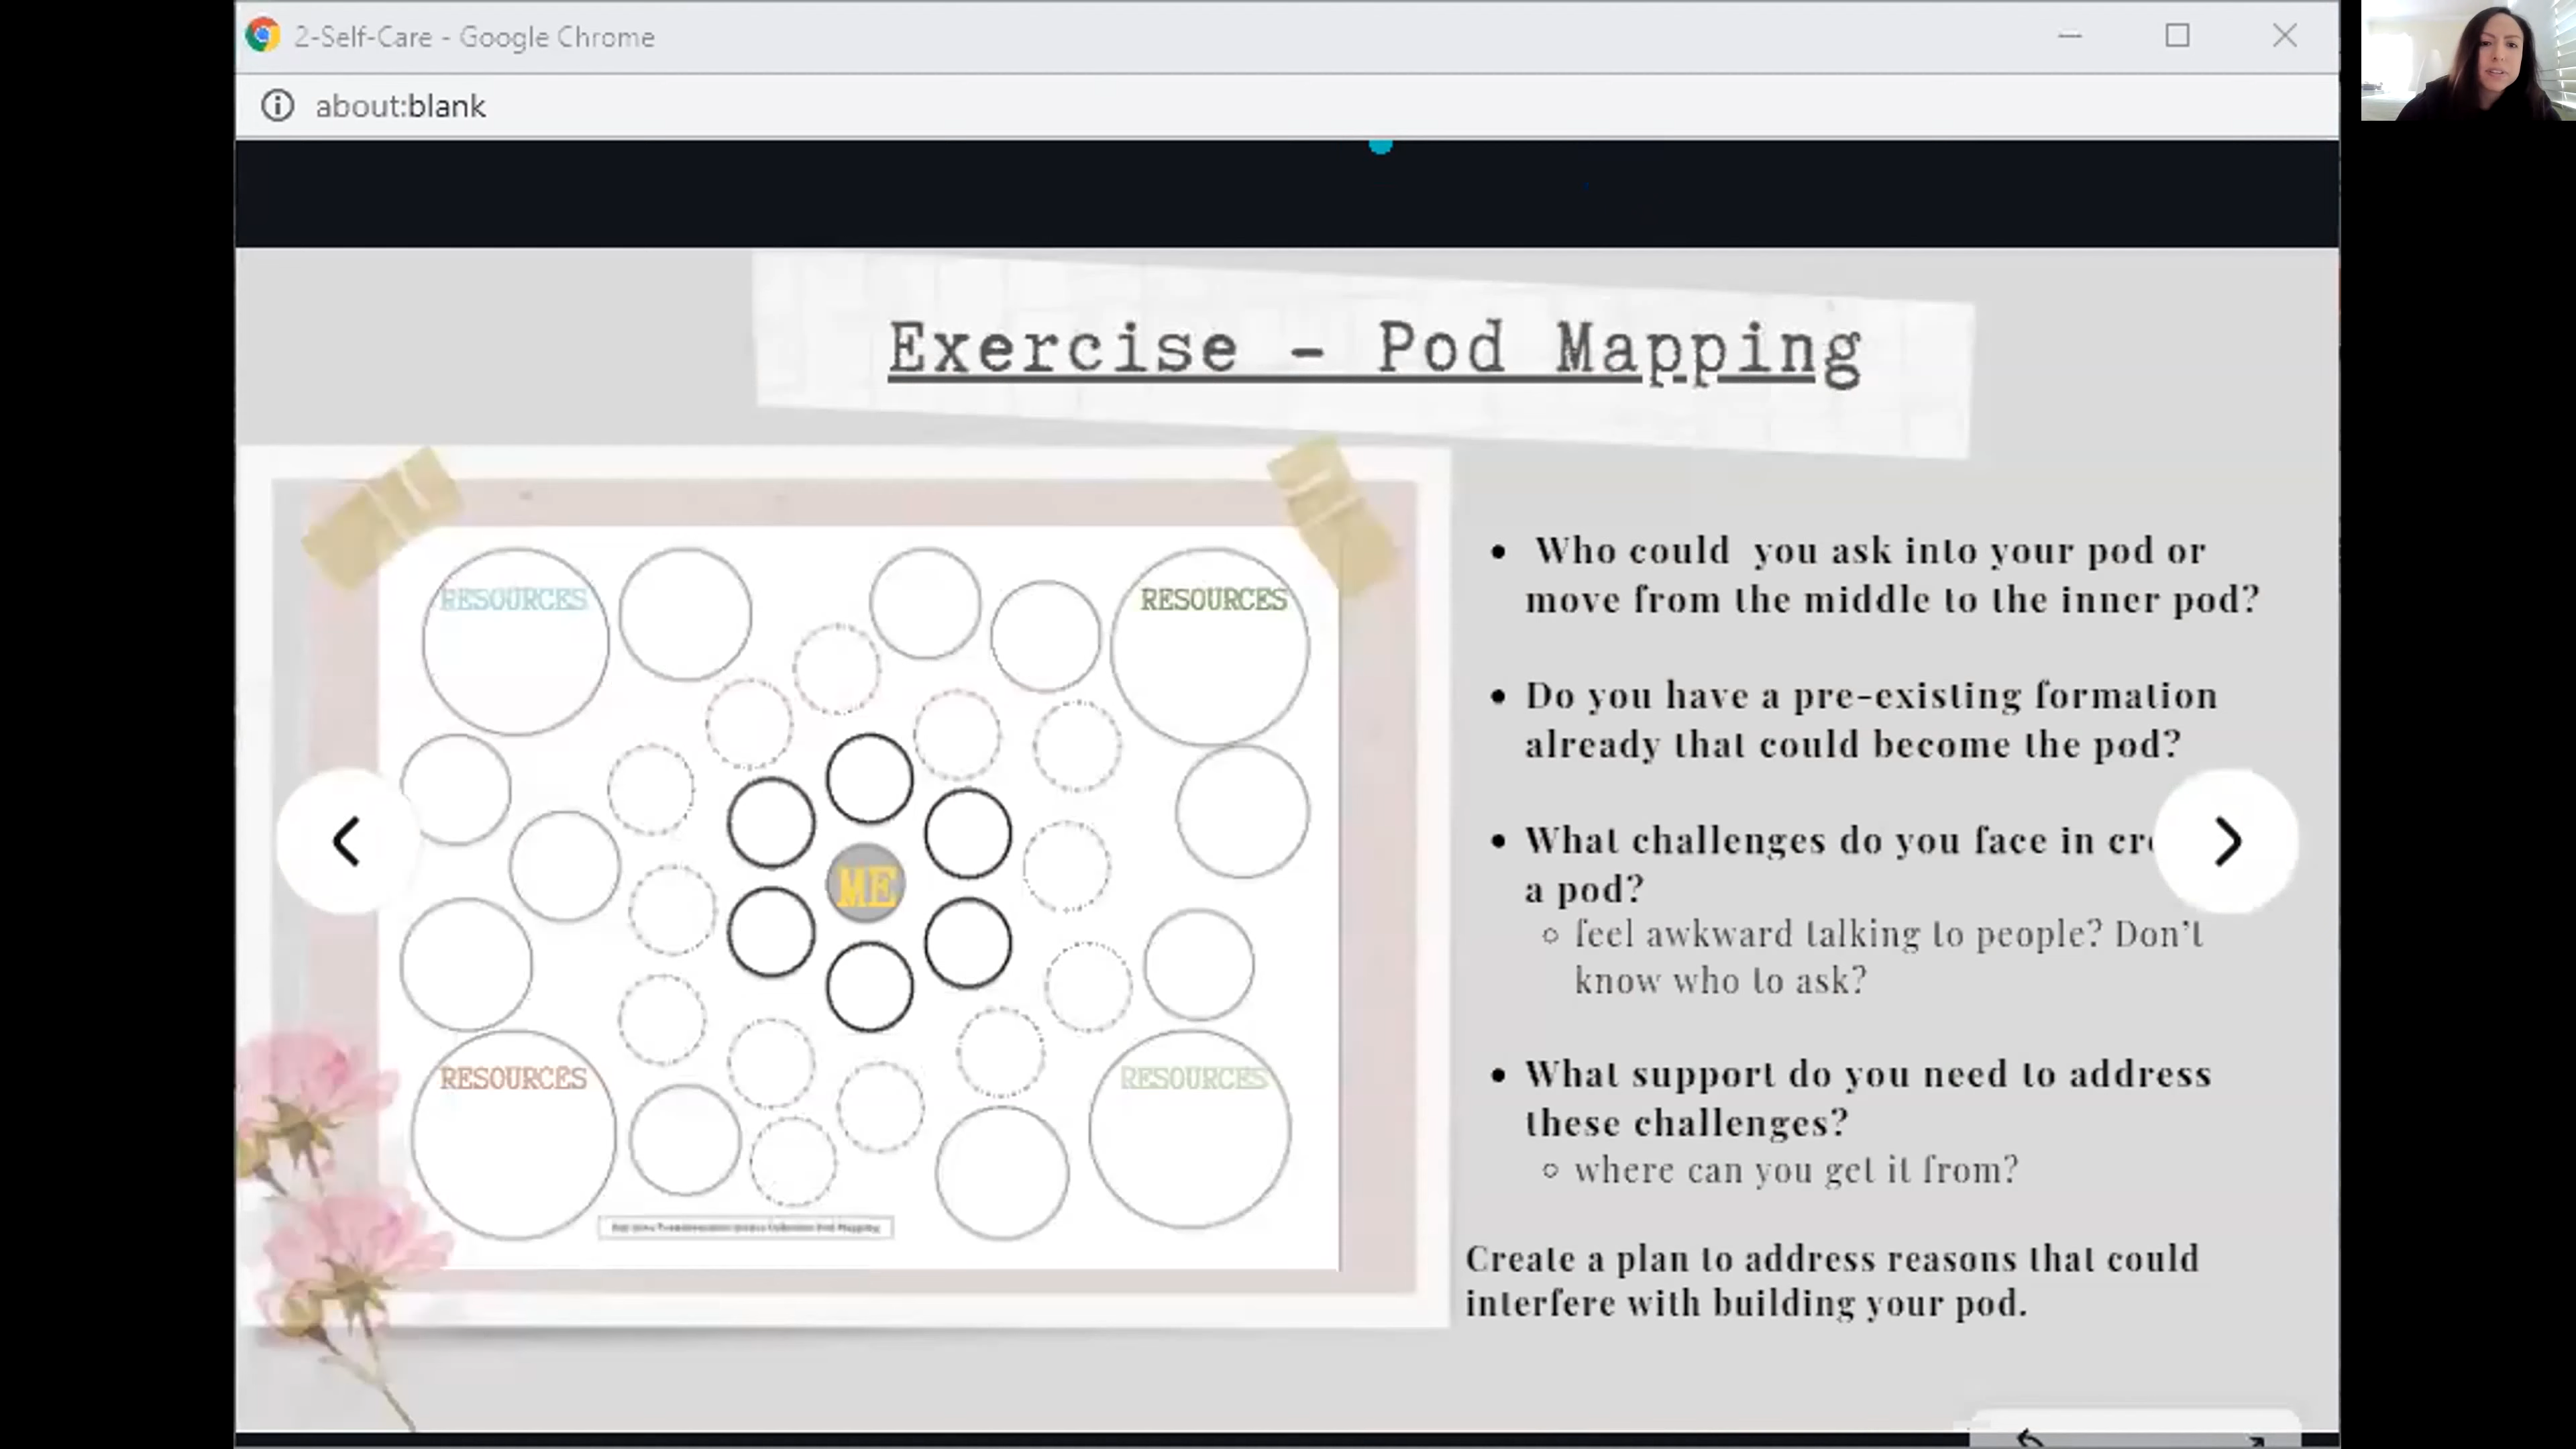 2-Self-Care - Google Chrome
about:blank
Exercise - Pod Mapping
RESOURCES
RESOURCES
ME
RESOURCES
RESOURCES
Pod Mapping
• Who could you ask into your pod or
move from the middle to the inner pod?
• Do you have a pre-existing formation
already that could become the pod?
• What challenges do you face in
a pod?
○ feel awkward talking to people? Don't
know who to ask?
• What support do you need to address
these challenges?
○ where can you get it from?
Create a plan to address reasons that could
interfere with building your pod.